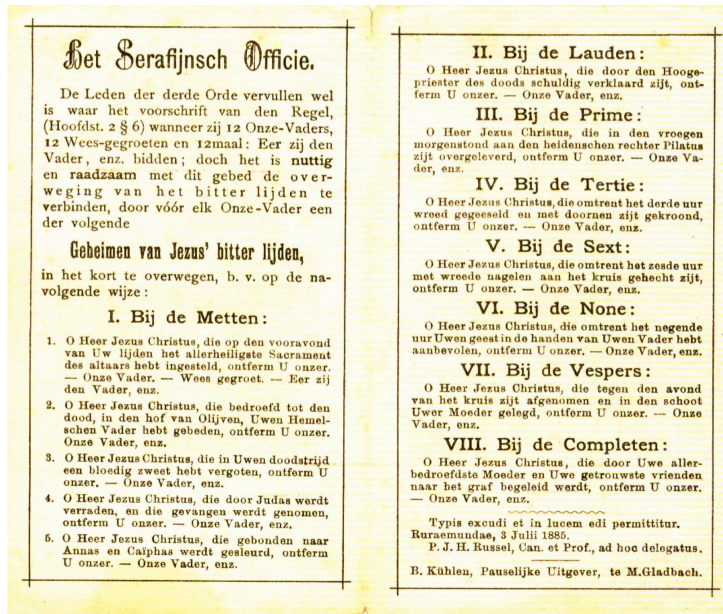 Het Serafijnsch Officie.
De Leden der derde Orde vervullen wel
is waar het voorschrift van den Regel,
(Hoofdst. 2 § 6) wanneer zij 12 Onze-Vaders,
12 Wees-gegroeten en 12maal: Eer zij den
Vader, enz. bidden; doch het is nuttig
en raadzaam met dit gebed de over-
weging van het bitter lijden te
verbinden, door vóór elk Onze-Vader een
der volgende
Geheimen van Jezus' bitter lijden,
in het kort te overwegen, b. v. op de na-
volgende wijze:
I. Bij de Metten:
1. O Heer Jezus Christus, die op den vooravond
van Uw lijden het allerheiligste Sacrament
des altaars hebt ingesteld, ontferm U onzer.
— Onze Vader. — Wees gegroet. — Eer zij
den Vader, enz.
2. O Heer Jezus Christus, die bedroefd tot den
dood, in den hof van Olijven, Uwen Hemel-
schen Vader hebt gebeden, ontferm U onzer.
Onze Vader, enz.
3. O Heer Jezus Christus, die in Uwen doodstrijd
een bloedig zweet hebt vergoten, ontferm U
onzer. — Onze Vader, enz.
4. O Heer Jezus Christus, die door Judas werdt
verraden, en die gevangen werdt genomen,
ontferm U onzer. — Onze Vader, enz.
5. O Heer Jezus Christus, die gebonden naar
Annas en Caïphas werdt gesleurd, ontferm
U onzer. — Onze Vader, enz.
II. Bij de Lauden:
O Heer Jezus Christus, die door den Hooge-
priester des doods schuldig verklaard zijt, ont-
ferm U onzer. — Onze Vader, enz.
III. Bij de Prime:
O Heer Jezus Christus, die in den vroegen
morgenstond aan den heidenschen rechter Pilatus
zijt overgeleverd, ontferm U onzer. — Onze Va-
der, enz.
IV. Bij de Tertie:
O Heer Jezus Christus, die omtrent het derde uur
wreed gegeeseld en met doornen zijt gekroond,
ontferm U onzer. — Onze Vader, enz.
V. Bij de Sext:
O Heer Jezus Christus, die omtrent het zesde uur
met wreede nagelen aan het kruis gehecht zijt,
ontferm U onzer. — Onze Vader, enz.
VI. Bij de None:
O Heer Jezus Christus, die omtrent het negende
uur Uwen geest in de handen van Uwen Vader hebt
aanbevolen, ontferm U onzer. — Onze Vader, enz.
VII. Bij de Vespers:
O Heer Jezus Christus, die tegen den avond
van het kruis zijt afgenomen en in den schoot
Uwer Moeder gelegd, ontferm U onzer. — Onze
Vader, enz.
VIII. Bij de Completen:
O Heer Jezus Christus, die door Uwe aller-
bedroefdste Moeder en Uwe getrouwste vrienden
naar het graf begeleid werdt, ontferm U onzer.
— Onze Vader, enz.
Typis excudi et in lucem edi permittitur.
Ruraemundae, 3 Julii 1885.
P. J. H. Russel, Can. et Prof., ad hoc delegatus.
B. Kühlen, Pauselijke Uitgever, te M.Gladbach.